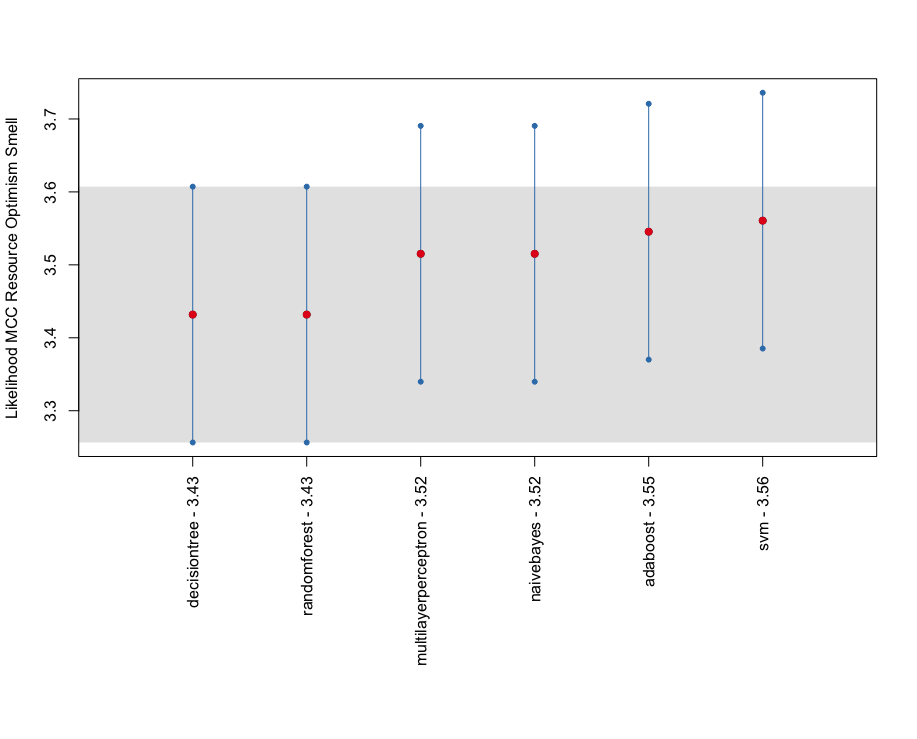 Likelihood MCC Resource Optimism Smell
3.7
3.6
3.5
3.4
3.3
decisiontree - 3.43
randomforest - 3.43
multilayerperceptron - 3.52
naivebayes - 3.52
adaboost - 3.55
svm - 3.56